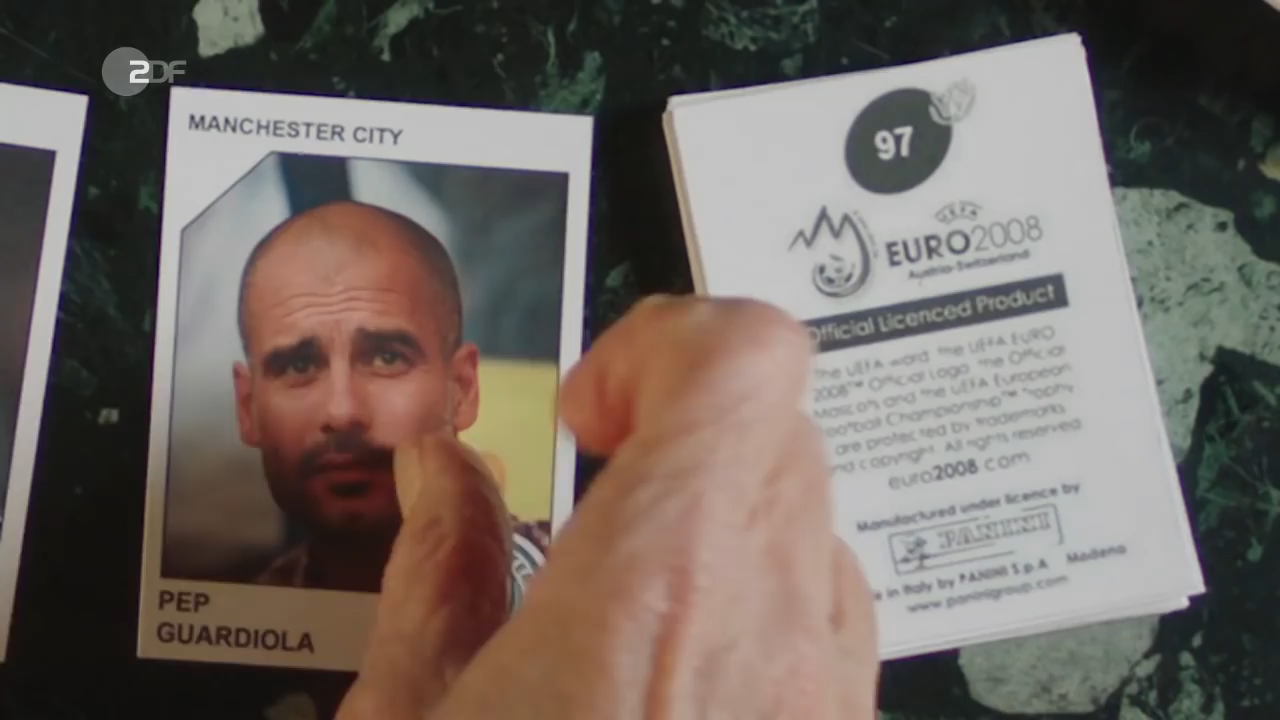 2DF
MANCHESTER CITY
PEP
GUARDIOLA
97
UEFA
EURO2008
Austria-Switzerland
Official Licenced Product
The UEFA word, the UEFA EURO
2008™ Official Logo, the Official
Mascots and the UEFA European
Football Championship™ Trophy
are protected by trademarks
and copyright. All rights reserved.
euro2008.com
Manufactured under licence by
PANINI
e in Italy by PANINI S.p.A. Modena
www.paninigroup.com